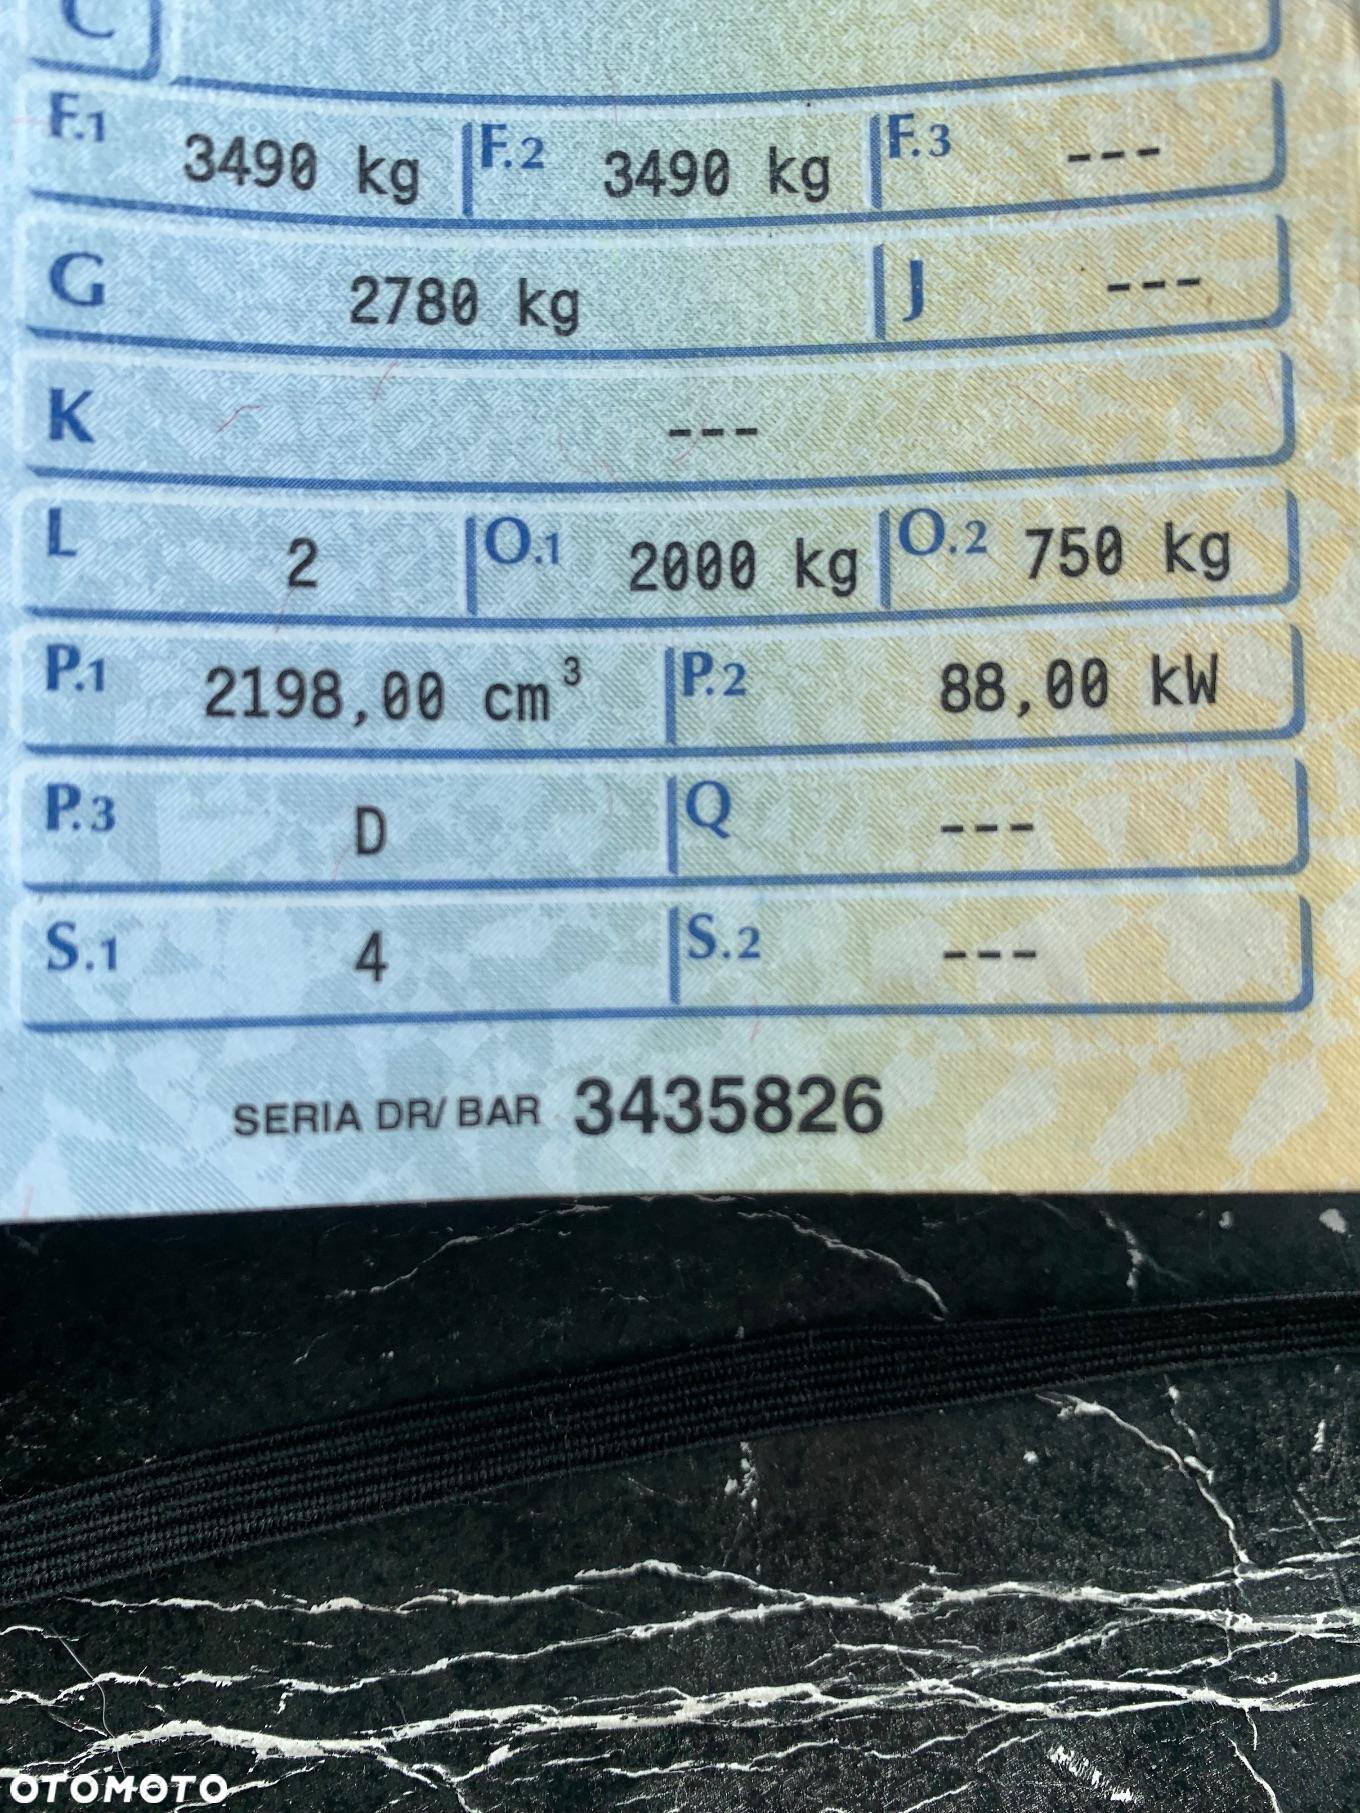 C
F.1 3490 kg F.2 3490 kg F.3 ---
G 2780 kg J ---
K ---
L 2 O.1 2000 kg O.2 750 kg
P.1 2198,00 cm³ P.2 88,00 kW
P.3 D Q ---
S.1 4 S.2 ---
SERIA DR/ BAR 3435826
OTOMOTO